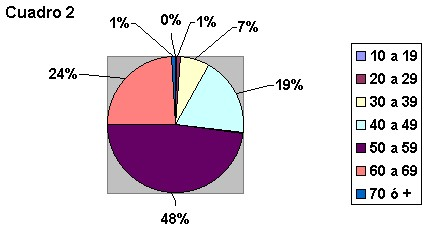 Cuadro 2
0%
1%
1%
7%
24%
19%
48%
10 a 19
20 a 29
30 a 39
40 a 49
50 a 59
60 a 69
70 ó +